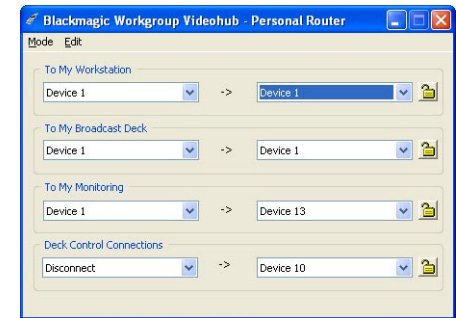 Blackmagic Workgroup Videohub - Personal Router
Mode Edit
To My Workstation
Device 1 -> Device 1
To My Broadcast Deck
Device 1 -> Device 1
To My Monitoring
Device 1 -> Device 13
Deck Control Connections
Disconnect -> Device 10